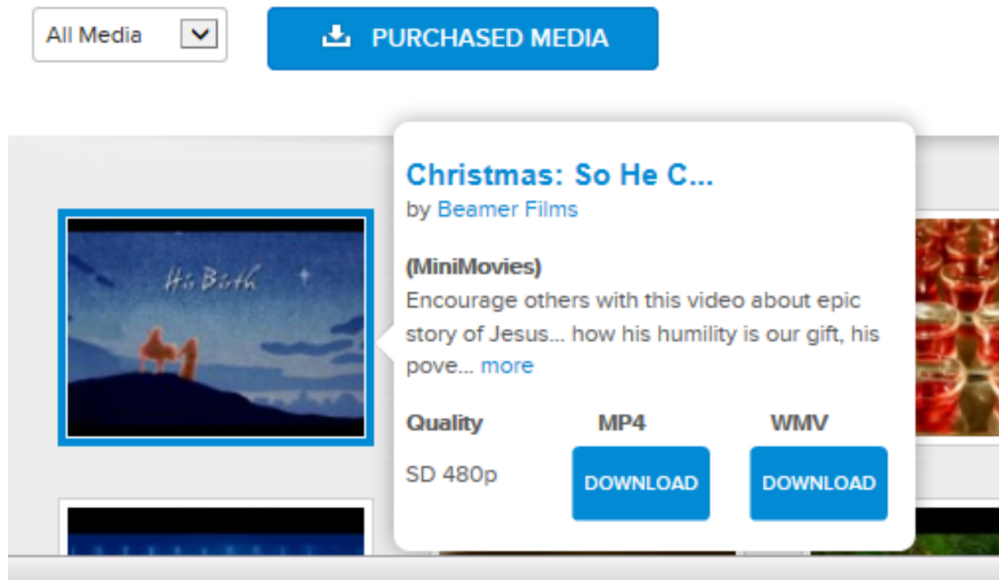 All Media
PURCHASED MEDIA
Christmas: So He C...
by Beamer Films
(MiniMovies)
Encourage others with this video about epic
story of Jesus... how his humility is our gift, his
pove... more
Quality MP4 WMV
SD 480p DOWNLOAD DOWNLOAD
His Birth